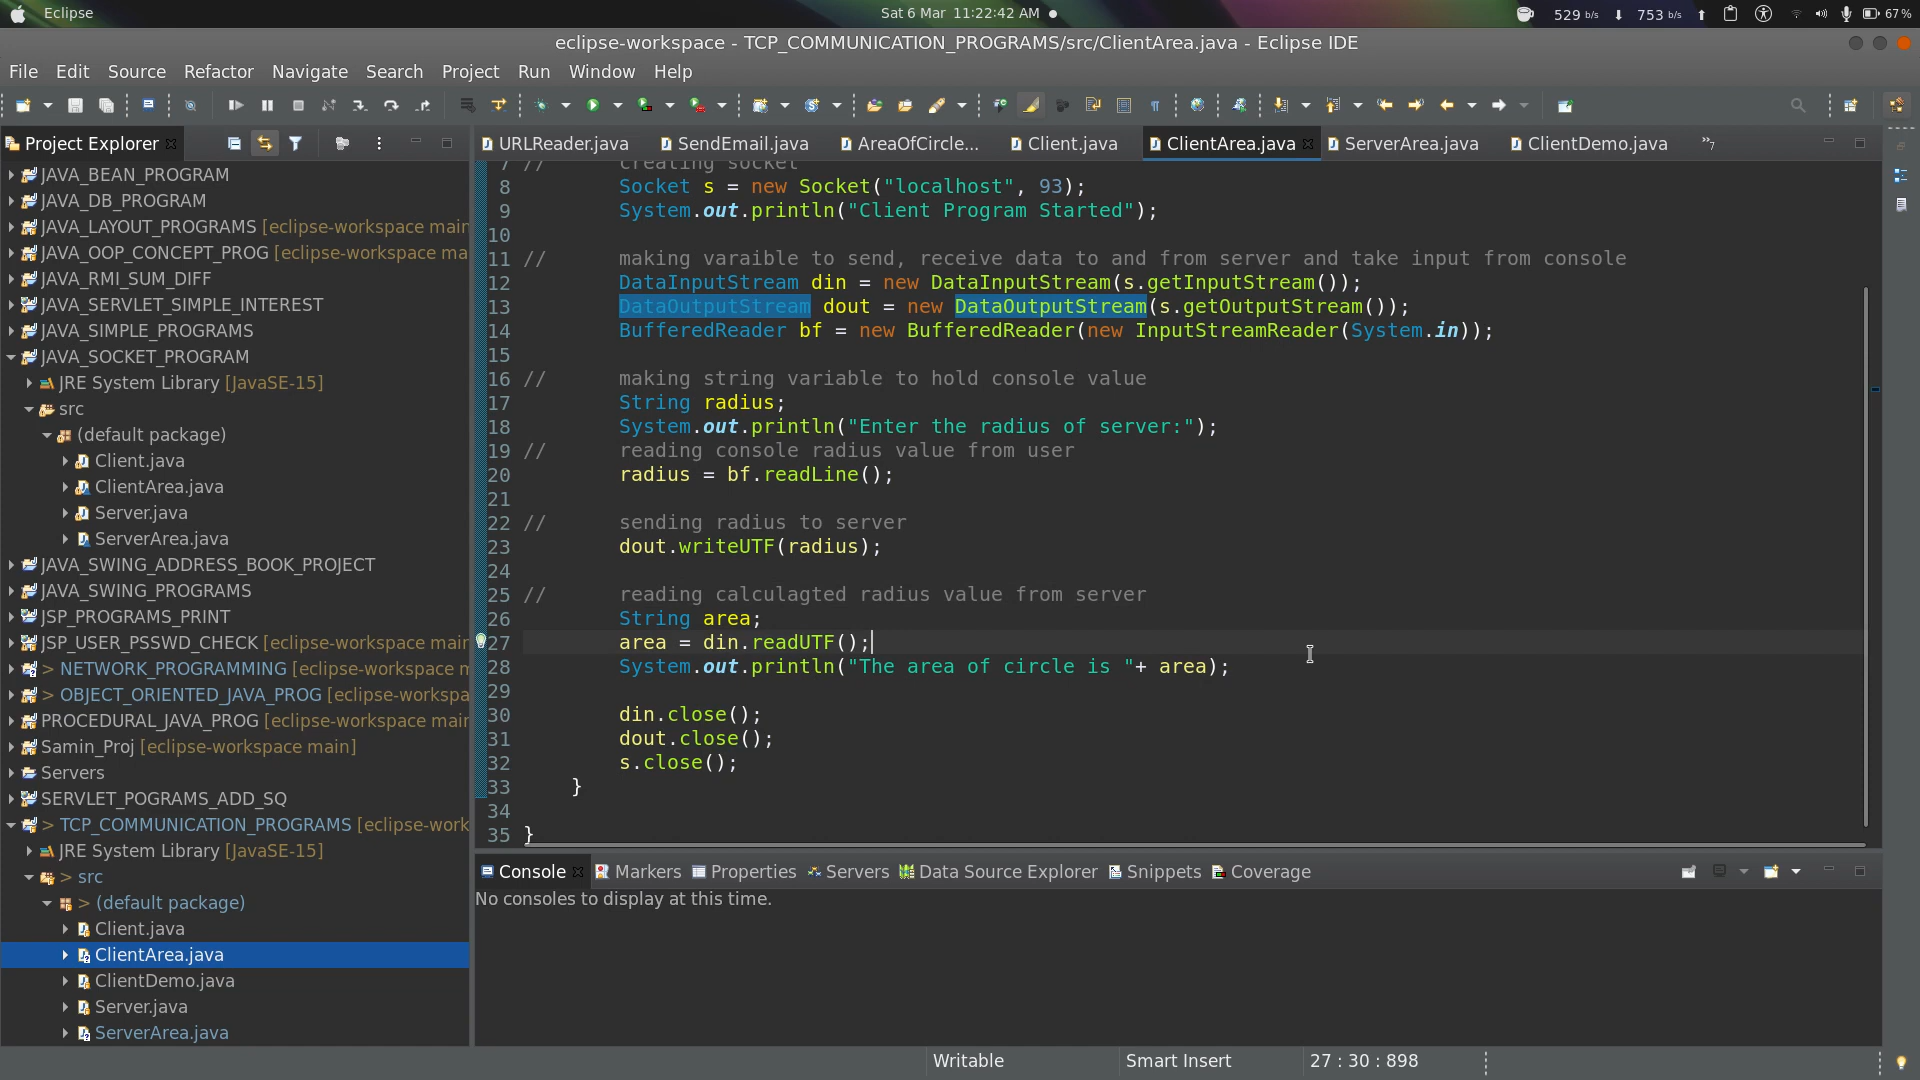 Eclipse
Sat 6 Mar 11:22:42 AM
529 b/s 753 b/s 67%
eclipse-workspace - TCP_COMMUNICATION_PROGRAMS/src/ClientArea.java - Eclipse IDE
File Edit Source Refactor Navigate Search Project Run Window Help
Project Explorer
JAVA_BEAN_PROGRAM
JAVA_DB_PROGRAM
JAVA_LAYOUT_PROGRAMS [eclipse-workspace main
JAVA_OOP_CONCEPT_PROG [eclipse-workspace ma
JAVA_RMI_SUM_DIFF
JAVA_SERVLET_SIMPLE_INTEREST
JAVA_SIMPLE_PROGRAMS
JAVA_SOCKET_PROGRAM
JRE System Library [JavaSE-15]
src
(default package)
Client.java
ClientArea.java
Server.java
ServerArea.java
JAVA_SWING_ADDRESS_BOOK_PROJECT
JAVA_SWING_PROGRAMS
JSP_PROGRAMS_PRINT
JSP_USER_PSSWD_CHECK [eclipse-workspace mair
> NETWORK_PROGRAMMING [eclipse-workspace
> OBJECT_ORIENTED_JAVA_PROG [eclipse-workspa
PROCEDURAL_JAVA_PROG [eclipse-workspace mair
Samin_Proj [eclipse-workspace main]
Servers
SERVLET_POGRAMS_ADD_SQ
> TCP_COMMUNICATION_PROGRAMS [eclipse-work
JRE System Library [JavaSE-15]
> src
> (default package)
Client.java
ClientArea.java
ClientDemo.java
Server.java
ServerArea.java
URLReader.java SendEmail.java AreaOfCircle... Client.java ClientArea.java ServerArea.java ClientDemo.java »7
7 // creating socket
8 Socket s = new Socket("localhost", 93);
9 System.out.println("Client Program Started");
10
11 // making varaible to send, receive data to and from server and take input from console
12 DataInputStream din = new DataInputStream(s.getInputStream());
13 DataOutputStream dout = new DataOutputStream(s.getOutputStream());
14 BufferedReader bf = new BufferedReader(new InputStreamReader(System.in));
15
16 // making string variable to hold console value
17 String radius;
18 System.out.println("Enter the radius of server:");
19 // reading console radius value from user
20 radius = bf.readLine();
21
22 // sending radius to server
23 dout.writeUTF(radius);
24
25 // reading calculagted radius value from server
26 String area;
27 area = din.readUTF();
28 System.out.println("The area of circle is "+ area);
29
30 din.close();
31 dout.close();
32 s.close();
33 }
34
35 }
Console Markers Properties Servers Data Source Explorer Snippets Coverage
No consoles to display at this time.
Writable Smart Insert 27 : 30 : 898